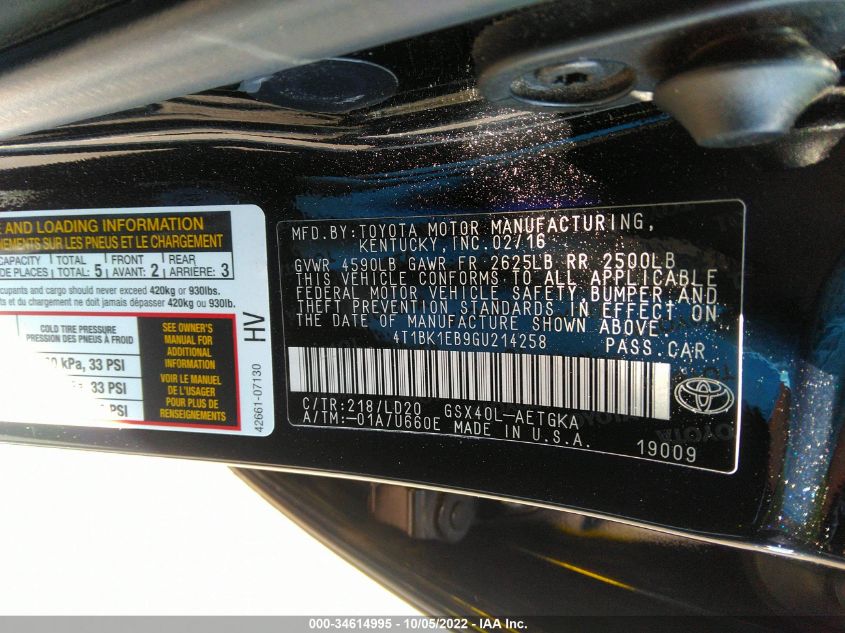 E AND LOADING INFORMATION
NEMENTS SUR LES PNEUS ET LE CHARGEMENT
CAPACITY TOTAL FRONT REAR
DE PLACES TOTAL: 5 AVANT: 2 ARRIÈRE: 3
cupants and cargo should never exceed 420kg or 930lbs.
ts et du chargement ne doit jamais dépasser 420kg ou 930lb.
COLD TIRE PRESSURE
PRESSION DES PNEUS À FROID
kPa, 33 PSI
33 PSI
33 PSI
SEE OWNER'S
MANUAL FOR
ADDITIONAL
INFORMATION
VOIR LE MANUEL
DE L'USAGER
POUR PLUS DE
RENSEIGNEMENTS
HV
42661-07130
MFD.BY:TOYOTA MOTOR MANUFACTURING,
KENTUCKY, INC.02/16
GVWR 4590LB GAWR FR 2625LB RR 2500LB
THIS VEHICLE CONFORMS TO ALL APPLICABLE
FEDERAL MOTOR VEHICLE SAFETY,BUMPER,AND
THEFT PREVENTION STANDARDS IN EFFECT ON
THE DATE OF MANUFACTURE SHOWN ABOVE.
4T1BK1EB9GU214258 PASS.CAR
C/TR:218/LD20 GSX40L-AETGKA
A/TM:-01A/U660E MADE IN U.S.A.
19009
000-34614995 - 10/05/2022 - IAA Inc.